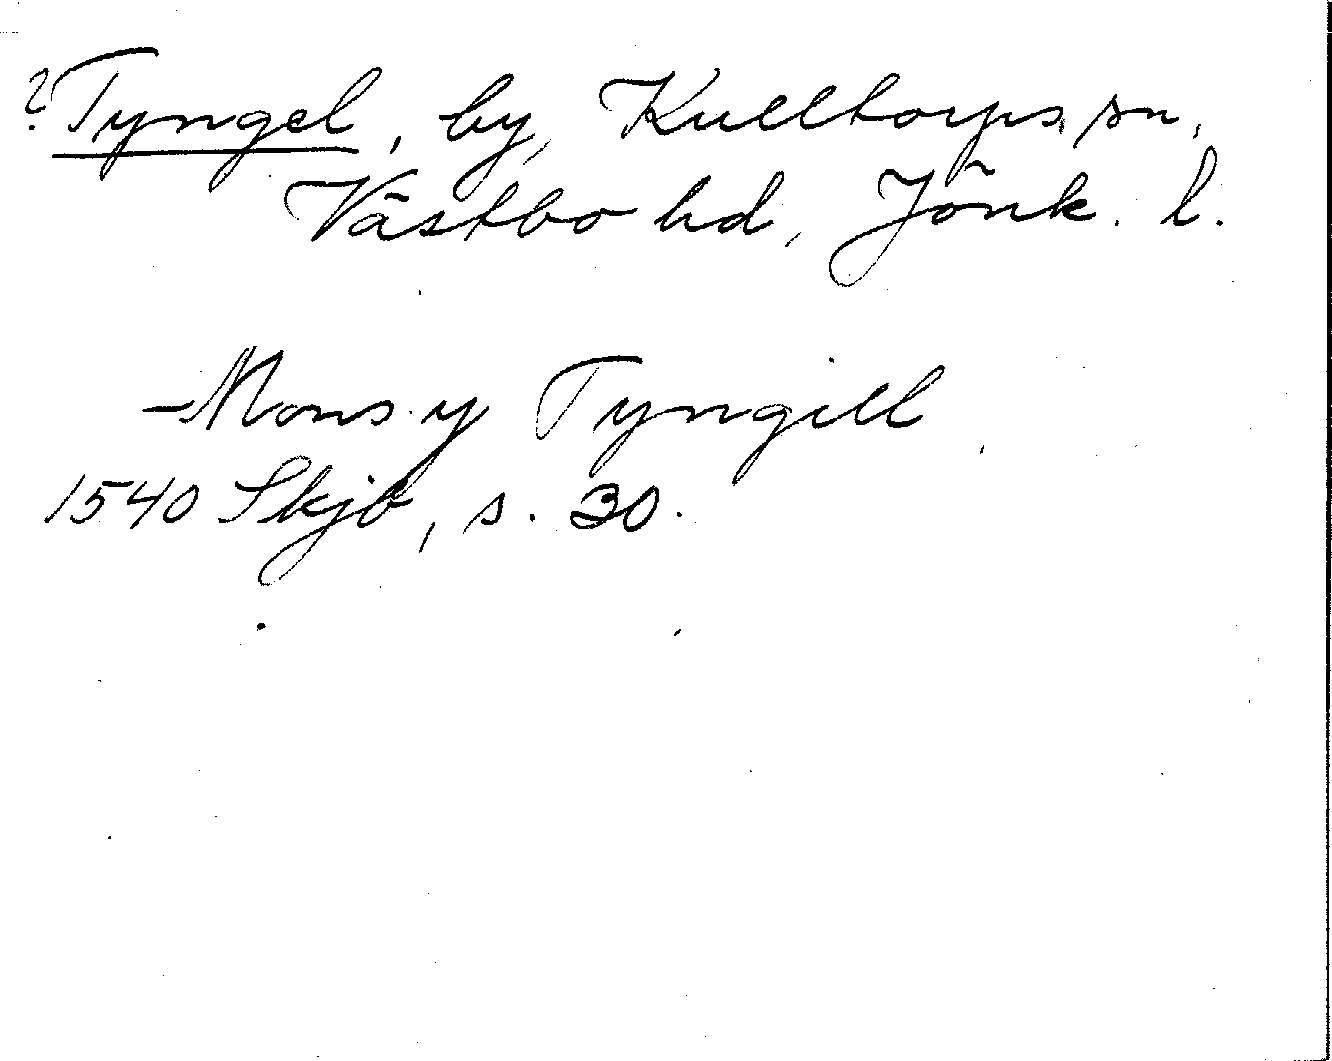 ? Tyngel, by, Kulltorps sn,
Västbo hd, Jönk. l.
Mons y Tyngill
1540 Skjb, s. 30.